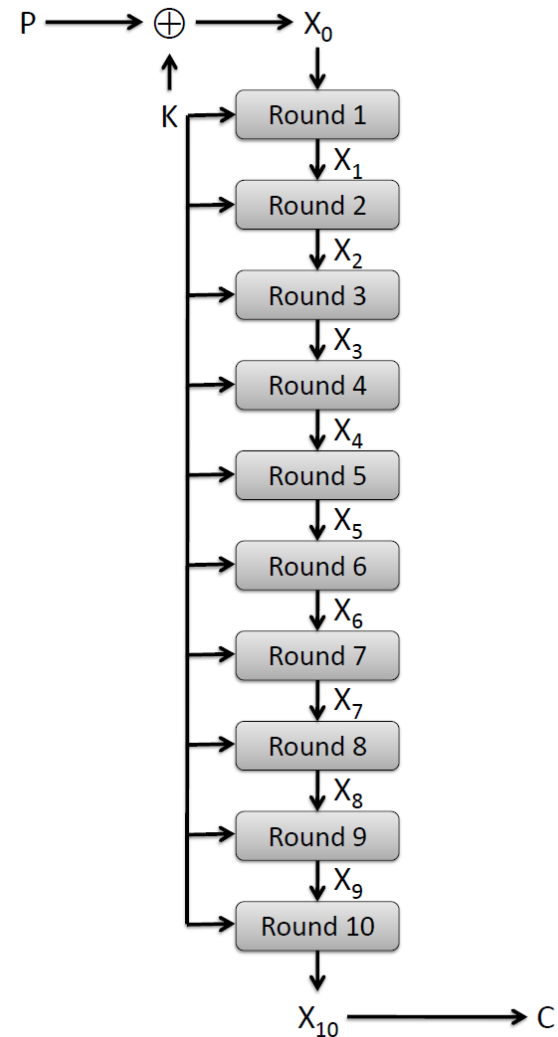 P ⊕ X₀
K Round 1
X₁
Round 2
X₂
Round 3
X₃
Round 4
X₄
Round 5
X₅
Round 6
X₆
Round 7
X₇
Round 8
X₈
Round 9
X₉
Round 10
X₁₀ C